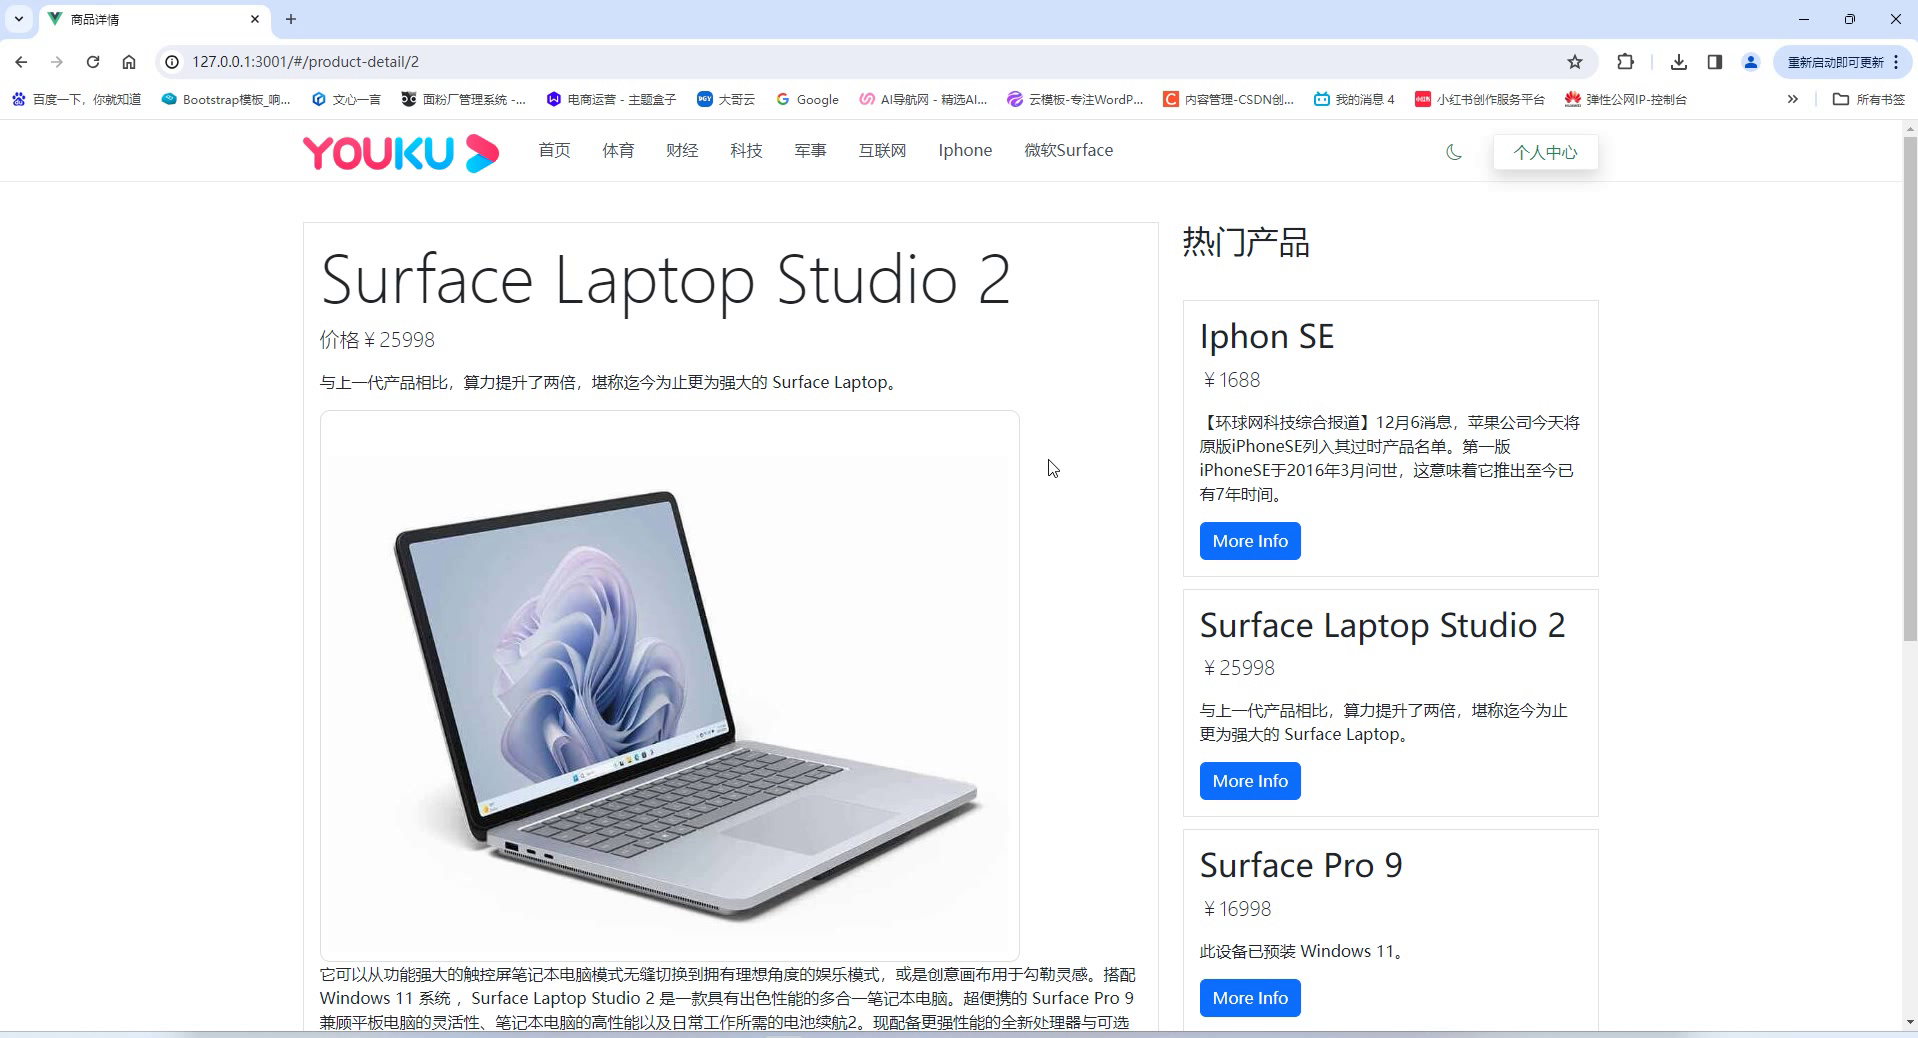 商品详情
127.0.0.1:3001/#/product-detail/2
重新启动即可更新
百度一下，你就知道
Bootstrap模板_响...
文心一言
面粉厂管理系统 -...
电商运营 - 主题盒子
大哥云
Google
AI导航网 - 精选AI...
云模板-专注WordP...
内容管理-CSDN创...
我的消息 4
小红书创作服务平台
弹性公网IP-控制台
所有书签
YOUKU
首页
体育
财经
科技
军事
互联网
Iphone
微软Surface
个人中心
Surface Laptop Studio 2
价格￥25998
与上一代产品相比，算力提升了两倍，堪称迄今为止更为强大的 Surface Laptop。
它可以从功能强大的触控屏笔记本电脑模式无缝切换到拥有理想角度的娱乐模式，或是创意画布用于勾勒灵感。搭配
Windows 11 系统 ，Surface Laptop Studio 2 是一款具有出色性能的多合一笔记本电脑。超便携的 Surface Pro 9
兼顾平板电脑的灵活性、笔记本电脑的高性能以及日常工作所需的电池续航2。现配备更强性能的全新处理器与可选
热门产品
Iphon SE
￥1688
【环球网科技综合报道】12月6消息，苹果公司今天将
原版iPhoneSE列入其过时产品名单。第一版
iPhoneSE于2016年3月问世，这意味着它推出至今已
有7年时间。
More Info
Surface Laptop Studio 2
￥25998
与上一代产品相比，算力提升了两倍，堪称迄今为止
更为强大的 Surface Laptop。
More Info
Surface Pro 9
￥16998
此设备已预装 Windows 11。
More Info